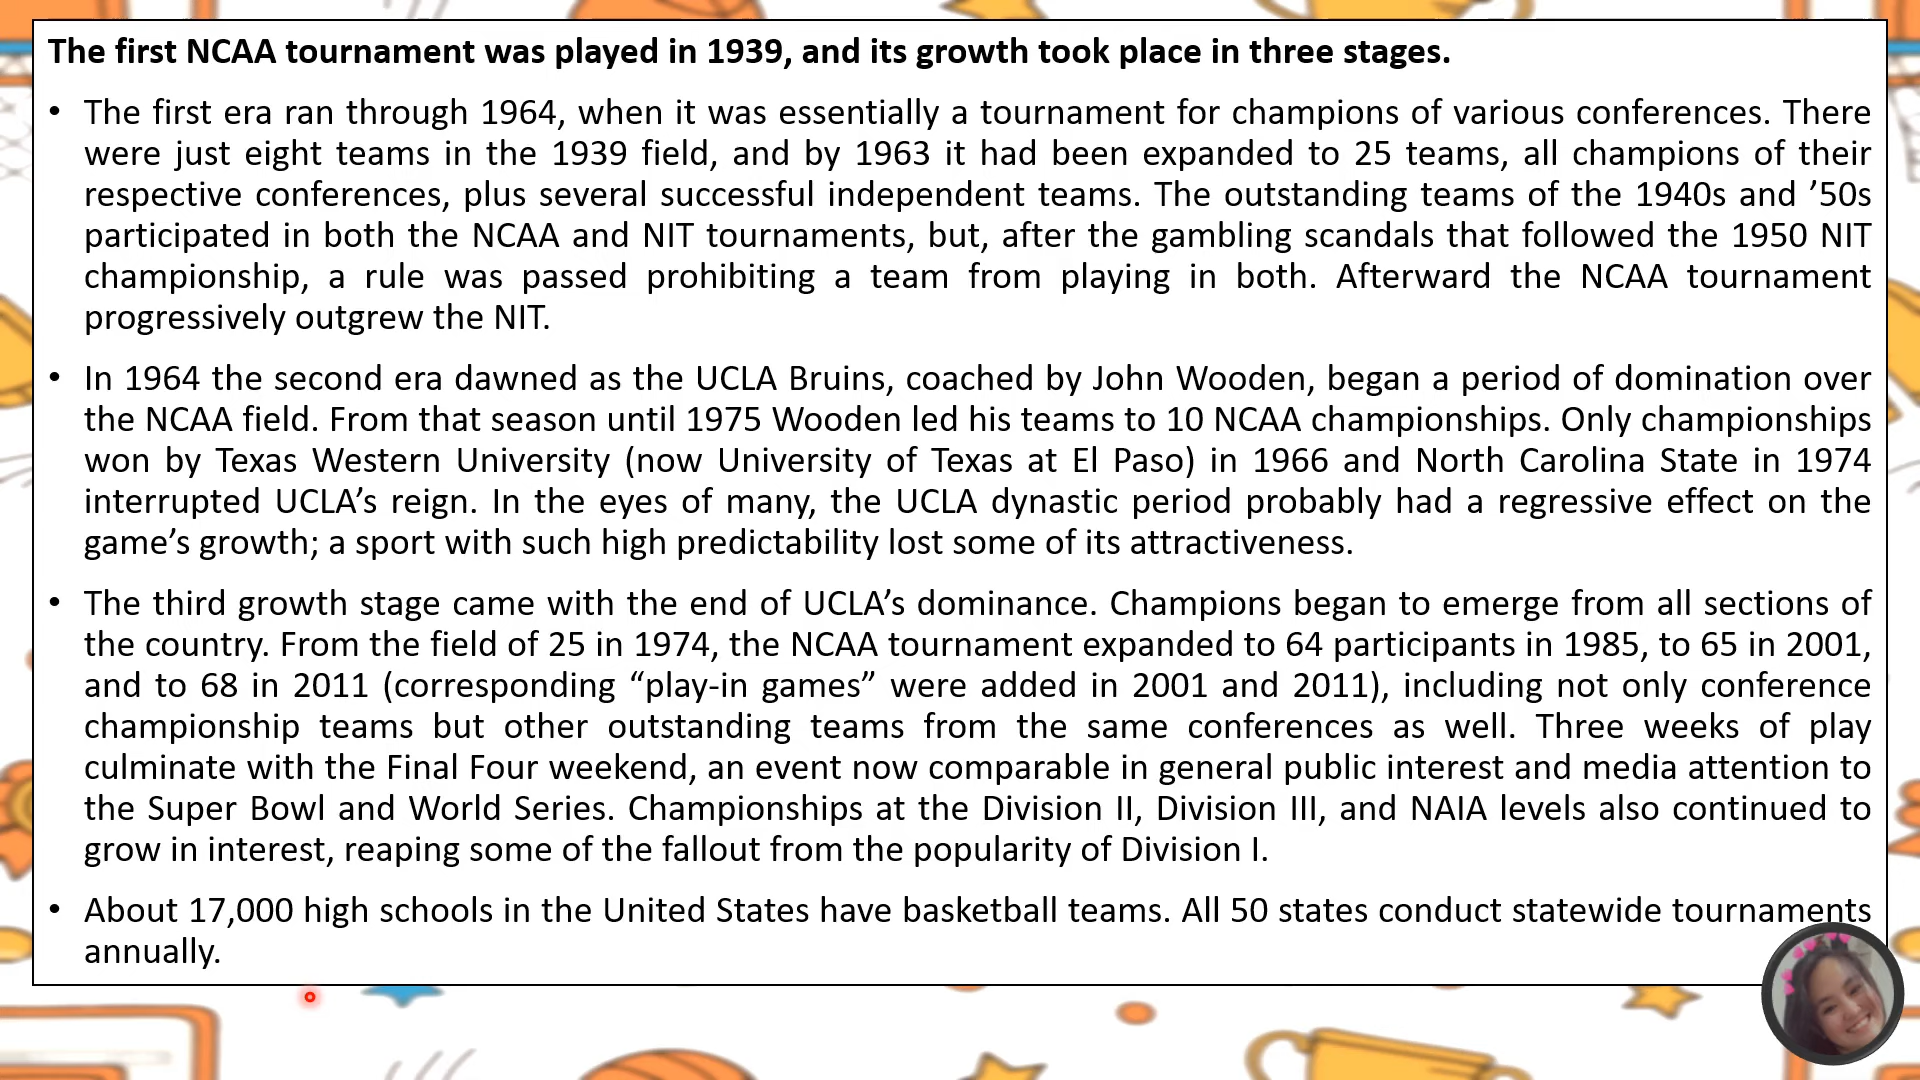 The first NCAA tournament was played in 1939, and its growth took place in three stages.
• The first era ran through 1964, when it was essentially a tournament for champions of various conferences. There
were just eight teams in the 1939 field, and by 1963 it had been expanded to 25 teams, all champions of their
respective conferences, plus several successful independent teams. The outstanding teams of the 1940s and ’50s
participated in both the NCAA and NIT tournaments, but, after the gambling scandals that followed the 1950 NIT
championship, a rule was passed prohibiting a team from playing in both. Afterward the NCAA tournament
progressively outgrew the NIT.
• In 1964 the second era dawned as the UCLA Bruins, coached by John Wooden, began a period of domination over
the NCAA field. From that season until 1975 Wooden led his teams to 10 NCAA championships. Only championships
won by Texas Western University (now University of Texas at El Paso) in 1966 and North Carolina State in 1974
interrupted UCLA’s reign. In the eyes of many, the UCLA dynastic period probably had a regressive effect on the
game’s growth; a sport with such high predictability lost some of its attractiveness.
• The third growth stage came with the end of UCLA’s dominance. Champions began to emerge from all sections of
the country. From the field of 25 in 1974, the NCAA tournament expanded to 64 participants in 1985, to 65 in 2001,
and to 68 in 2011 (corresponding “play-in games” were added in 2001 and 2011), including not only conference
championship teams but other outstanding teams from the same conferences as well. Three weeks of play
culminate with the Final Four weekend, an event now comparable in general public interest and media attention to
the Super Bowl and World Series. Championships at the Division II, Division III, and NAIA levels also continued to
grow in interest, reaping some of the fallout from the popularity of Division I.
• About 17,000 high schools in the United States have basketball teams. All 50 states conduct statewide tournaments
annually.